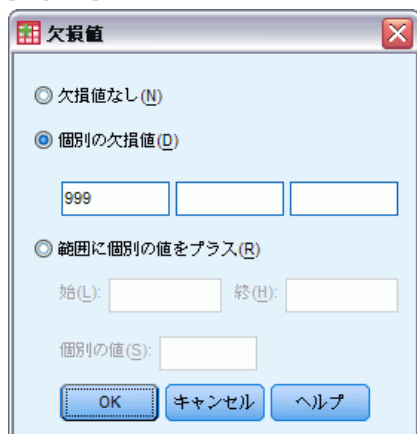 欠損値
欠損値なし(N)
個別の欠損値(D)
999
範囲に個別の値をプラス(R)
始(L): 終(H):
個別の値(S):
OK キャンセル ヘルプ